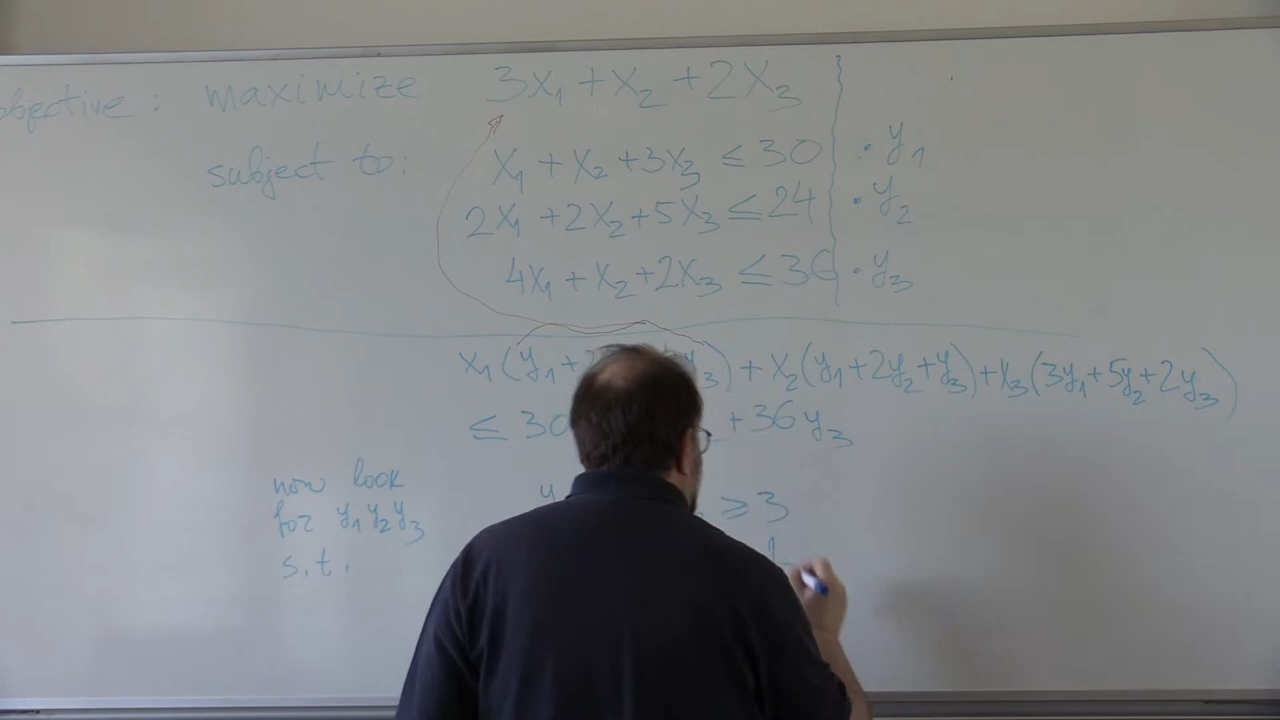 objective: maximize 3x₁ + x₂ + 2x₃
subject to: x₁ + x₂ + 3x₃ ≤ 30 · y₁
2x₁ + 2x₂ + 5x₃ ≤ 24 · y₂
4x₁ + x₂ + 2x₃ ≤ 36 · y₃
x₁(y₁ + y₃) + x₂(y₁ + 2y₂ + y₃) + x₃(3y₁ + 5y₂ + 2y₃)
≤ 30 + 36y₃
now look
for y₁ y₂ y₃
s.t.
≥ 3
1